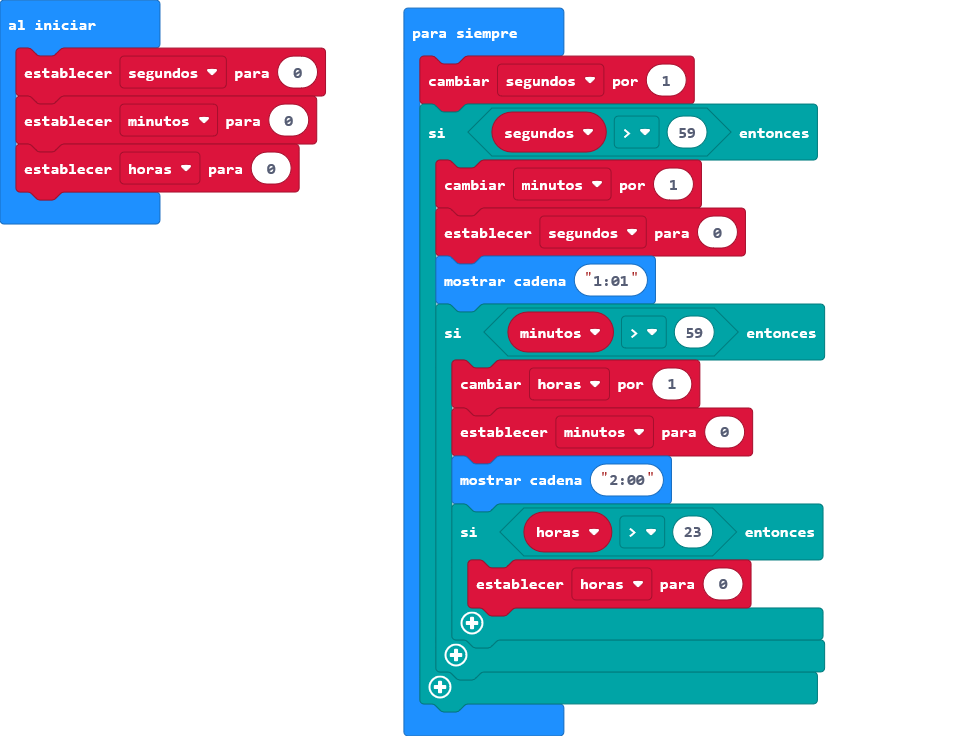 al iniciar
establecer segundos para 0
establecer minutos para 0
establecer horas para 0
para siempre
cambiar segundos por 1
si segundos > 59 entonces
cambiar minutos por 1
establecer segundos para 0
mostrar cadena "1:01"
si minutos > 59 entonces
cambiar horas por 1
establecer minutos para 0
mostrar cadena "2:00"
si horas > 23 entonces
establecer horas para 0